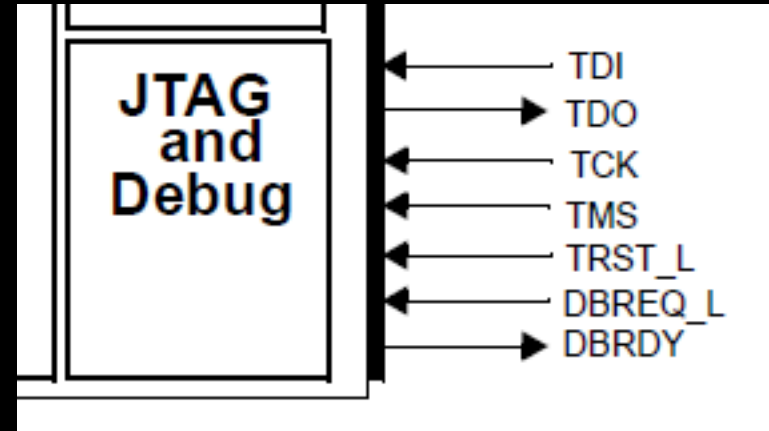 JTAG
and
Debug
TDI
TDO
TCK
TMS
TRST_L
DBREQ_L
DBRDY